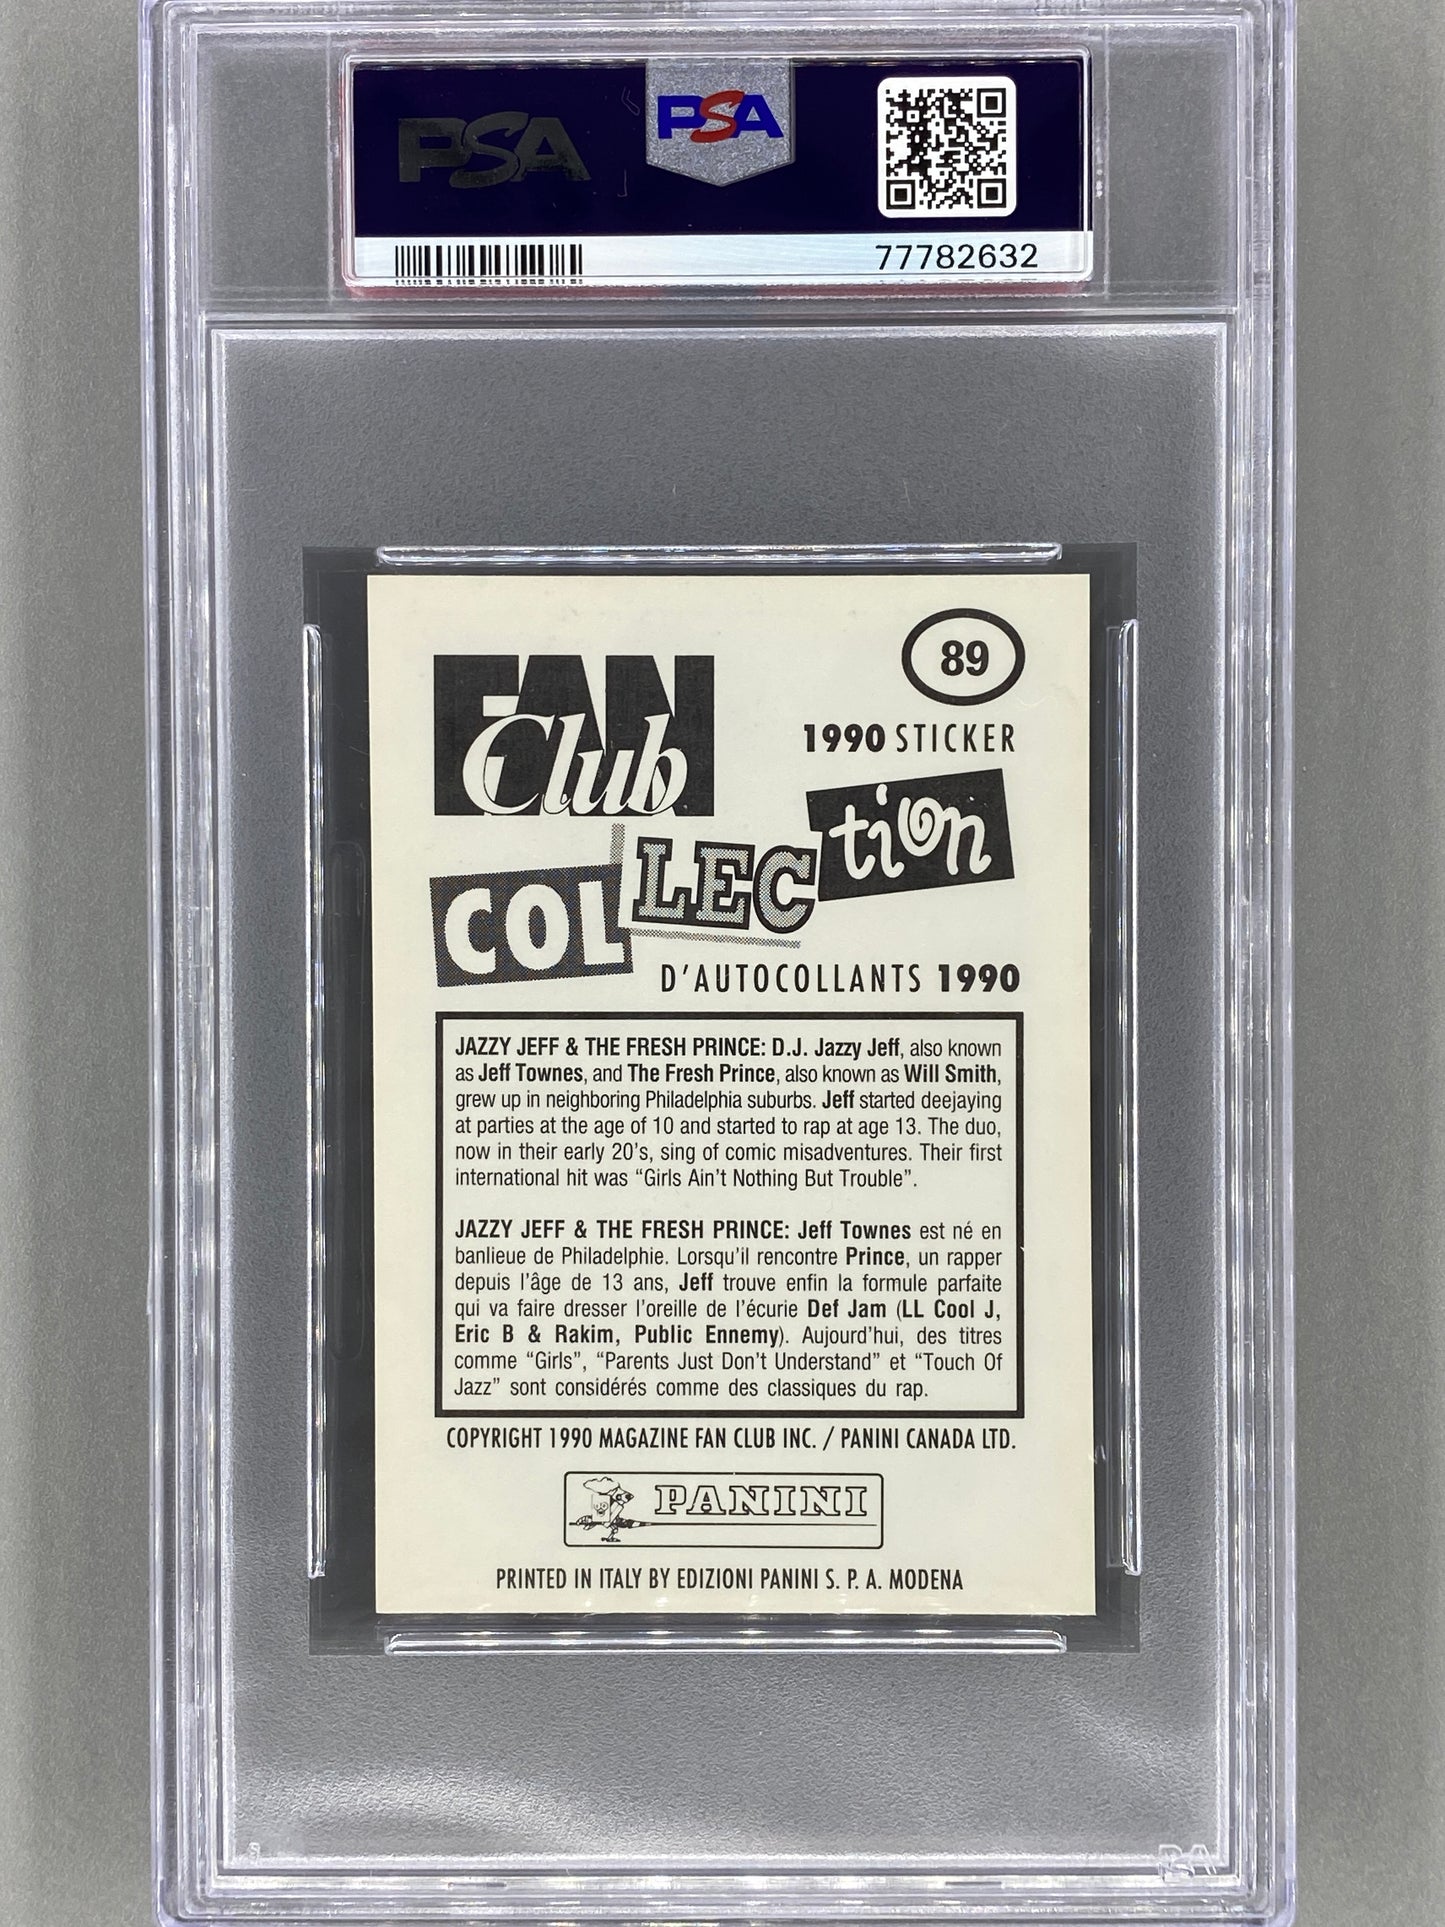 PSA
PSA
77782632
89
FAN
Club
1990 STICKER
COLLECtion
D'AUTOCOLLANTS 1990
JAZZY JEFF & THE FRESH PRINCE: D.J. Jazzy Jeff, also known
as Jeff Townes, and The Fresh Prince, also known as Will Smith,
grew up in neighboring Philadelphia suburbs. Jeff started deejaying
at parties at the age of 10 and started to rap at age 13. The duo,
now in their early 20's, sing of comic misadventures. Their first
international hit was “Girls Ain't Nothing But Trouble”.
JAZZY JEFF & THE FRESH PRINCE: Jeff Townes est né en
banlieue de Philadelphie. Lorsqu'il rencontre Prince, un rapper
depuis l'âge de 13 ans, Jeff trouve enfin la formule parfaite
qui va faire dresser l'oreille de l'écurie Def Jam (LL Cool J,
Eric B & Rakim, Public Ennemy). Aujourd'hui, des titres
comme “Girls”, “Parents Just Don't Understand” et “Touch Of
Jazz” sont considérés comme des classiques du rap.
COPYRIGHT 1990 MAGAZINE FAN CLUB INC. / PANINI CANADA LTD.
PANINI
PRINTED IN ITALY BY EDIZIONI PANINI S. P. A. MODENA